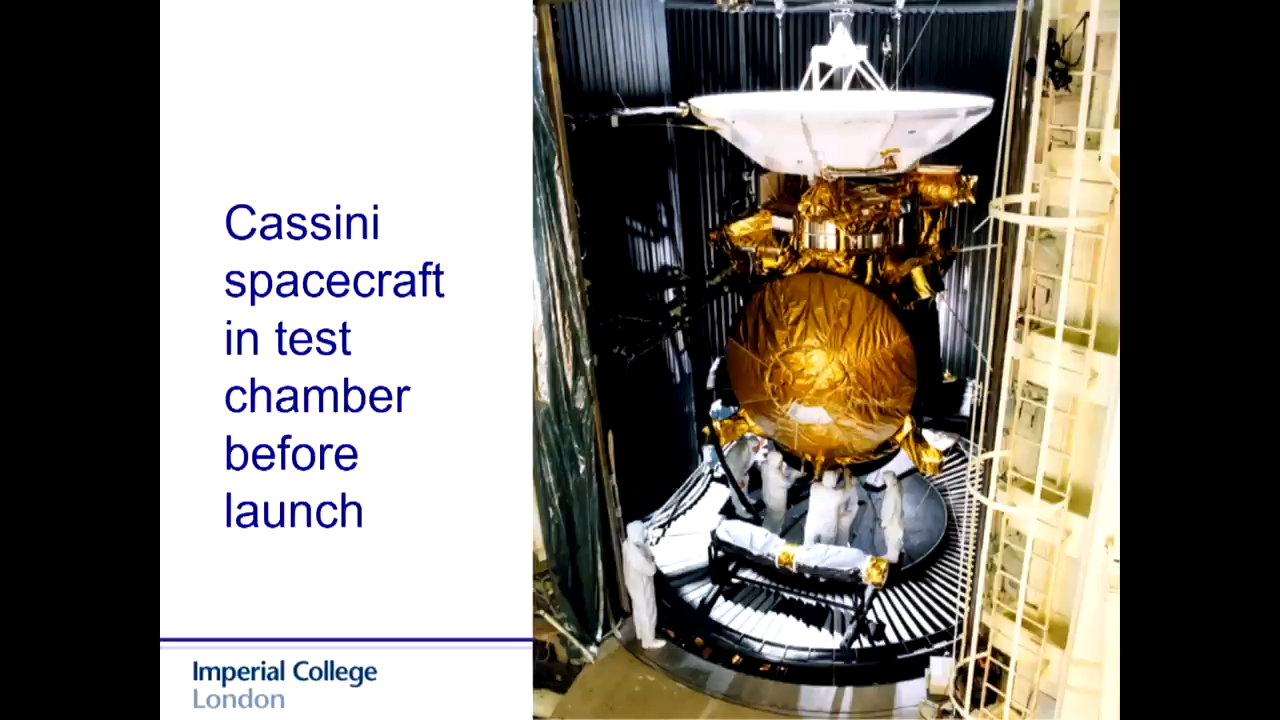 Cassini
spacecraft
in test
chamber
before
launch
Imperial College
London